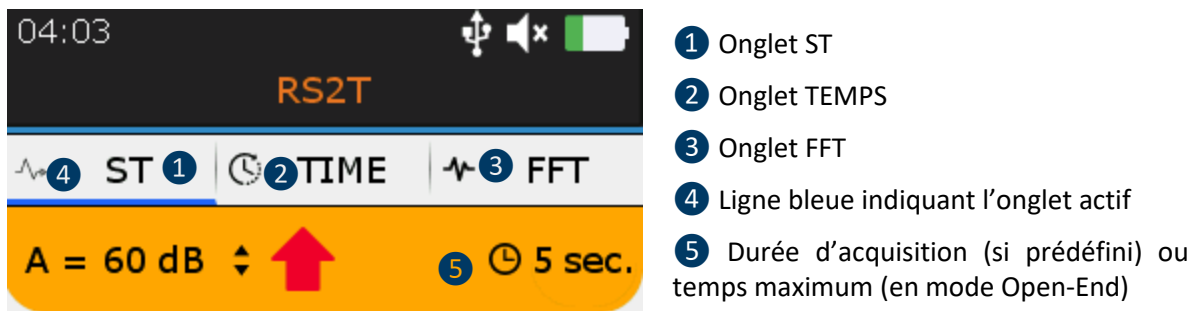 04:03
RS2T
4 ST 1 2 TIME 3 FFT
A = 60 dB 5 5 sec.
1 Onglet ST
2 Onglet TEMPS
3 Onglet FFT
4 Ligne bleue indiquant l’onglet actif
5 Durée d’acquisition (si prédéfini) ou
temps maximum (en mode Open-End)